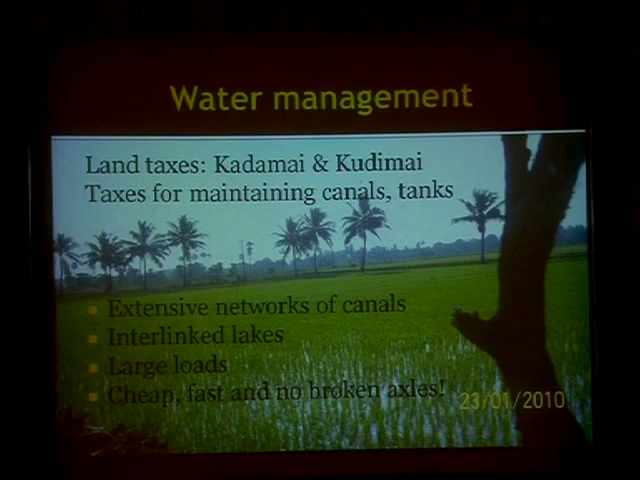 Water management
Land taxes: Kadamai & Kudimai
Taxes for maintaining canals, tanks
Extensive networks of canals
Interlinked lakes
Large loads
Cheap, fast and no broken axles!
23/01/2010